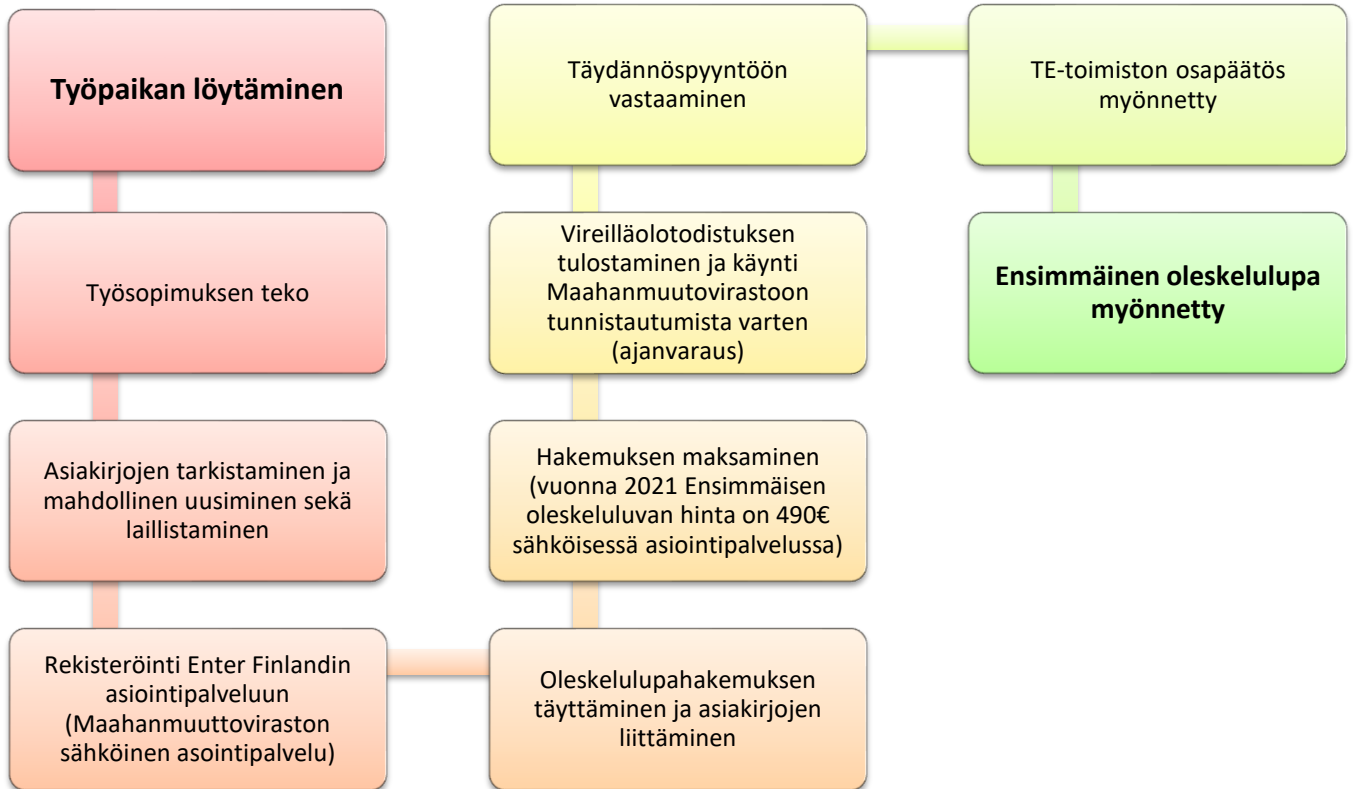 Työpaikan löytäminen
Työsopimuksen teko
Asiakirjojen tarkistaminen ja
mahdollinen uusiminen sekä
laillistaminen
Rekisteröinti Enter Finlandin
asiointipalveluun
(Maahanmuuttoviraston
sähköinen asointipalvelu)
Oleskelulupahakemuksen
täyttäminen ja asiakirjojen
liittäminen
Hakemuksen maksaminen
(vuonna 2021 Ensimmäisen
oleskeluluvan hinta on 490€
sähköisessä asiointipalvelussa)
Vireilläolotodistuksen
tulostaminen ja käynti
Maahanmuutovirastoon
tunnistautumista varten
(ajanvaraus)
Täydännöspyyntöön
vastaaminen
TE-toimiston osapäätös
myönnetty
Ensimmäinen oleskelulupa
myönnetty